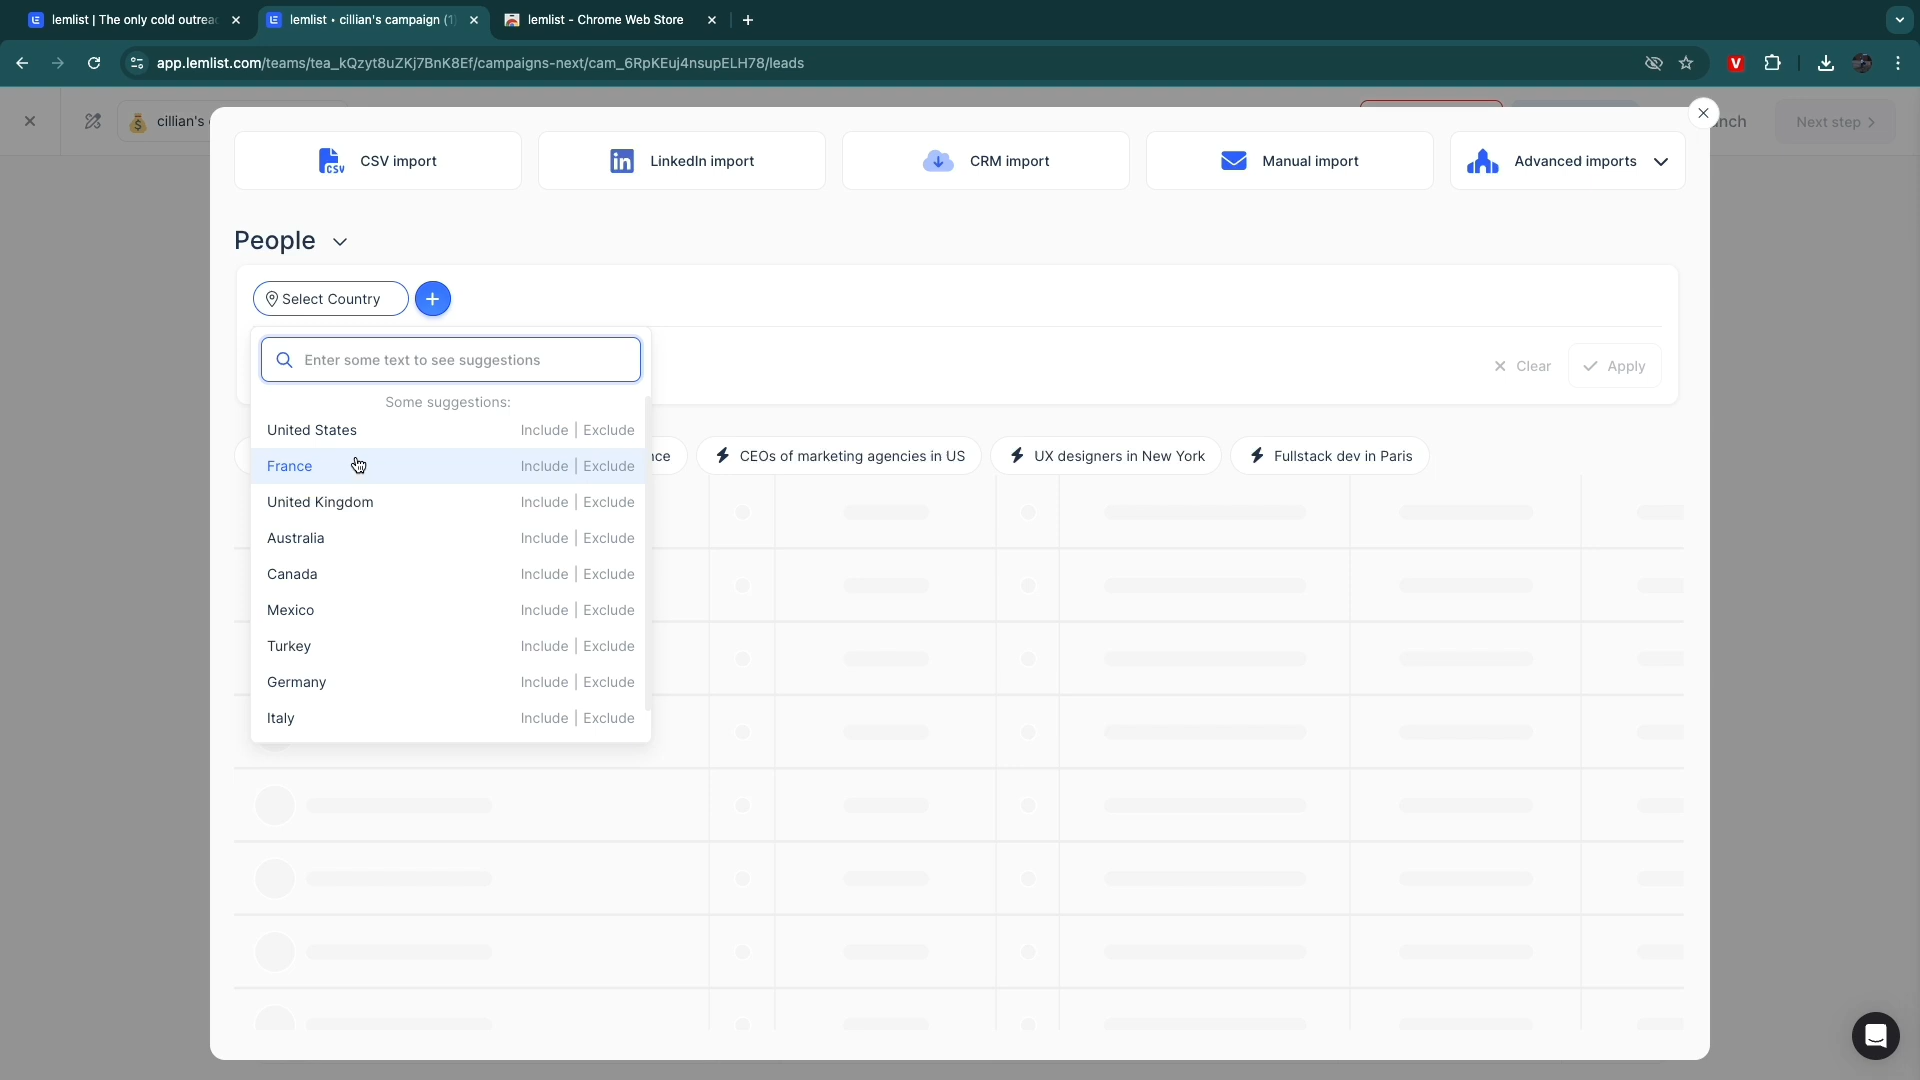 lemlist | The only cold outrea
lemlist • cillian's campaign (1)
lemlist - Chrome Web Store
app.lemlist.com/teams/tea_kQzyt8uZKj7BnK8Ef/campaigns-next/cam_6RpKEuj4nsupELH78/leads
V
cillian's
nch
Next step
CSV
CSV import
in
LinkedIn import
CRM import
Manual import
Advanced imports
People
Select Country
Enter some text to see suggestions
Clear
Apply
Some suggestions:
United States Include | Exclude
France Include | Exclude
United Kingdom Include | Exclude
Australia Include | Exclude
Canada Include | Exclude
Mexico Include | Exclude
Turkey Include | Exclude
Germany Include | Exclude
Italy Include | Exclude
nce
CEOs of marketing agencies in US
UX designers in New York
Fullstack dev in Paris